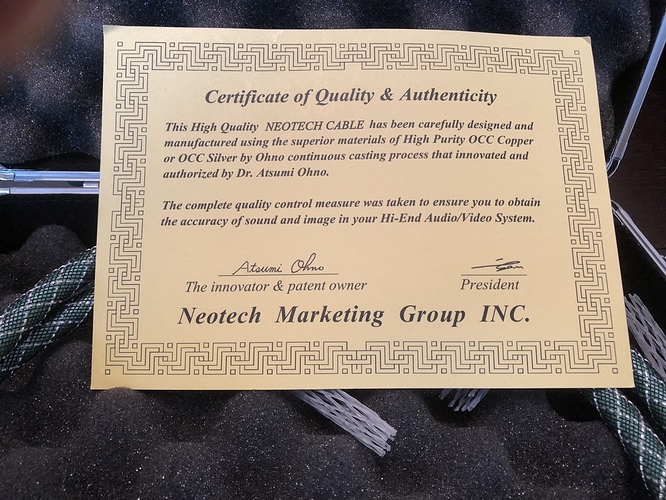 Certificate of Quality & Authenticity
This High Quality NEOTECH CABLE has been carefully designed and
manufactured using the superior materials of High Purity OCC Copper
or OCC Silver by Ohno continuous casting process that innovated and
authorized by Dr. Atsumi Ohno.
The complete quality control measure was taken to ensure you to obtain
the accuracy of sound and image in your Hi-End Audio/Video System.
Atsumi Ohno
The innovator & patent owner
President
Neotech Marketing Group INC.